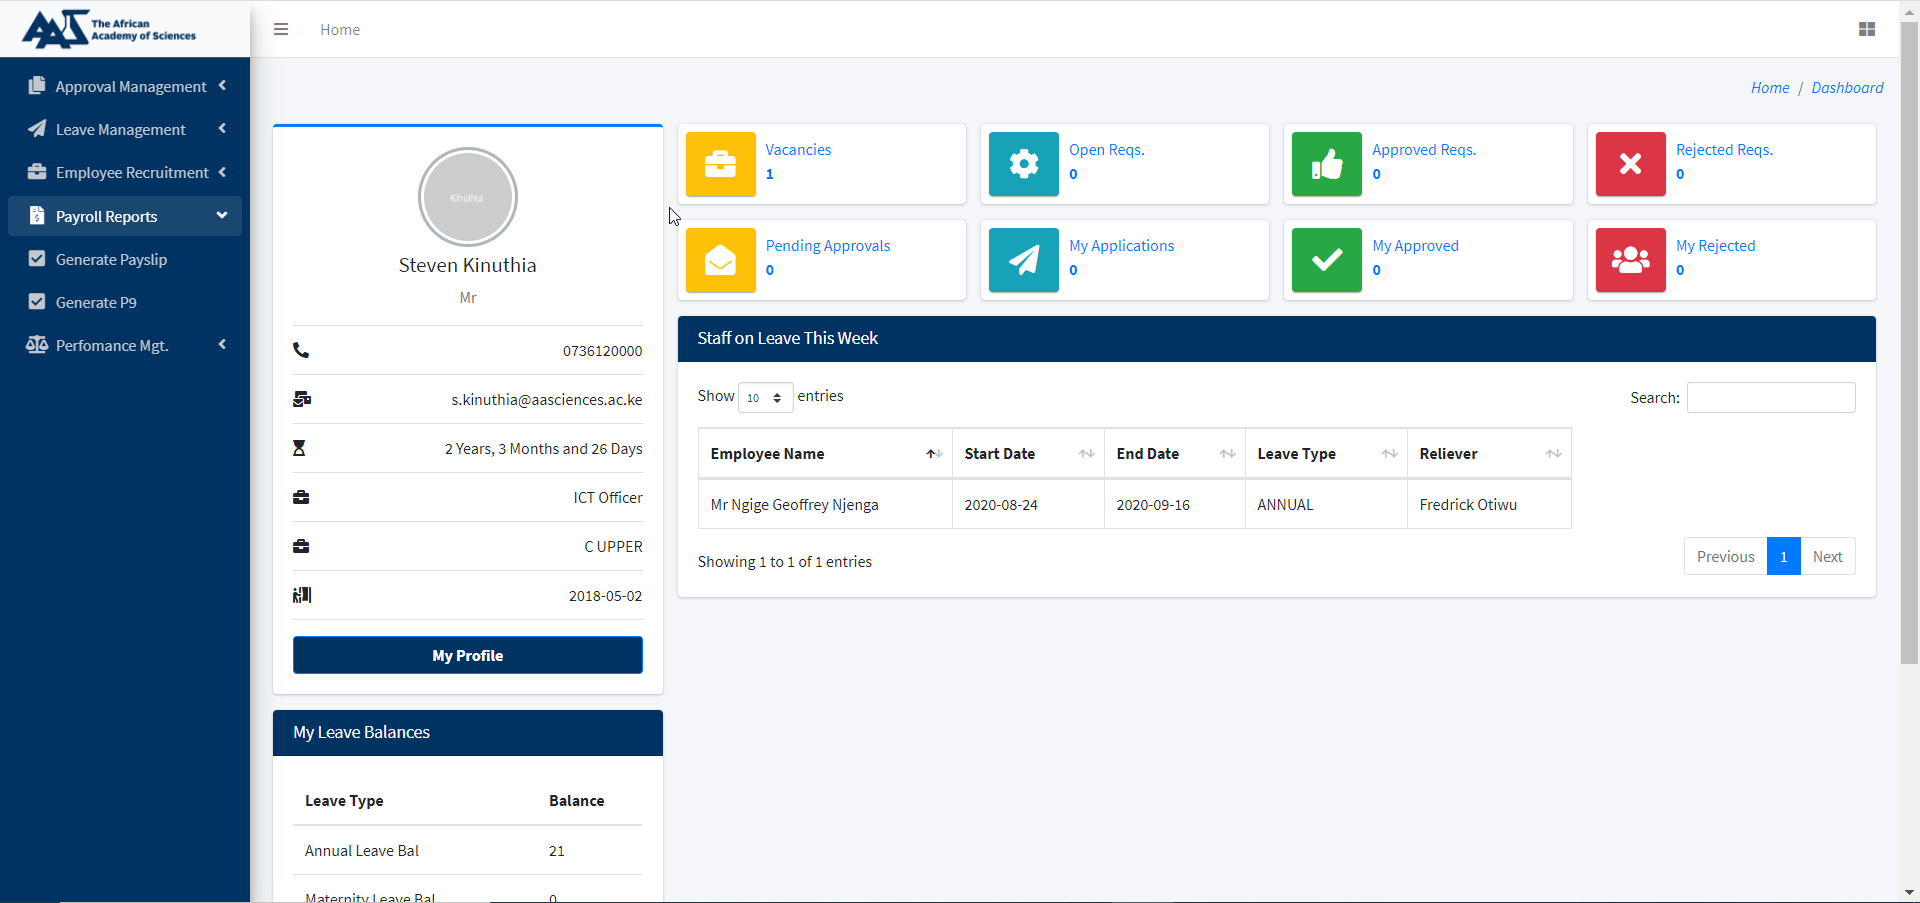 The African
Academy of Sciences
Home
Approval Management
Leave Management
Employee Recruitment
Payroll Reports
Generate Payslip
Generate P9
Perfomance Mgt.
Home / Dashboard
Kinuthia
Steven Kinuthia
Mr
0736120000
s.kinuthia@aasciences.ac.ke
2 Years, 3 Months and 26 Days
ICT Officer
C UPPER
2018-05-02
My Profile
My Leave Balances
Leave Type Balance
Annual Leave Bal 21
Maternity Leave Bal 0
Vacancies
1
Open Reqs.
0
Approved Reqs.
0
Rejected Reqs.
0
Pending Approvals
0
My Applications
0
My Approved
0
My Rejected
0
Staff on Leave This Week
Show 10 entries
Search:
Employee Name Start Date End Date Leave Type Reliever
Mr Ngige Geoffrey Njenga 2020-08-24 2020-09-16 ANNUAL Fredrick Otiwu
Showing 1 to 1 of 1 entries
Previous 1 Next